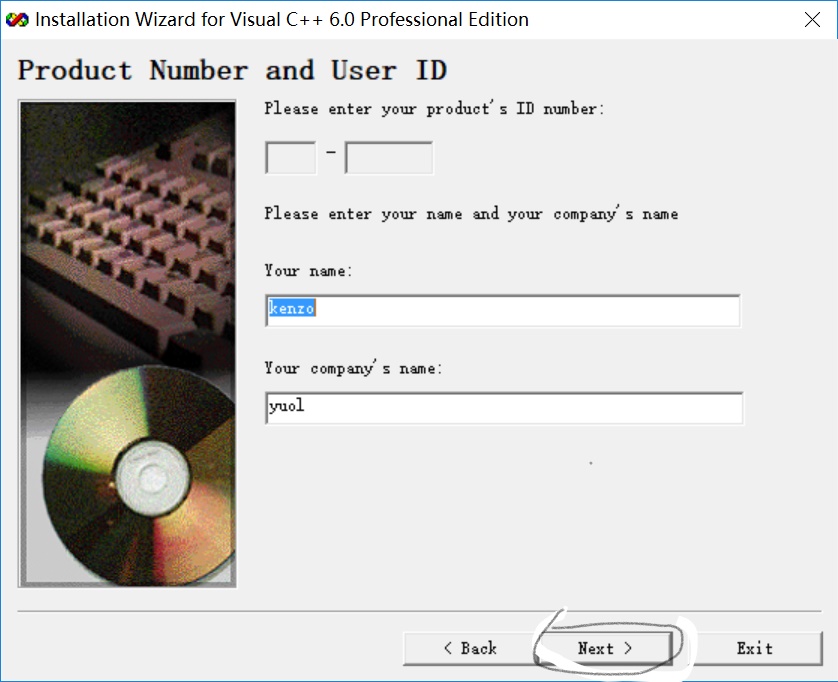 Installation Wizard for Visual C++ 6.0 Professional Edition
Product Number and User ID
Please enter your product's ID number:
-
Please enter your name and your company's name
Your name:
kenzo
Your company's name:
yuol
< Back Next > Exit